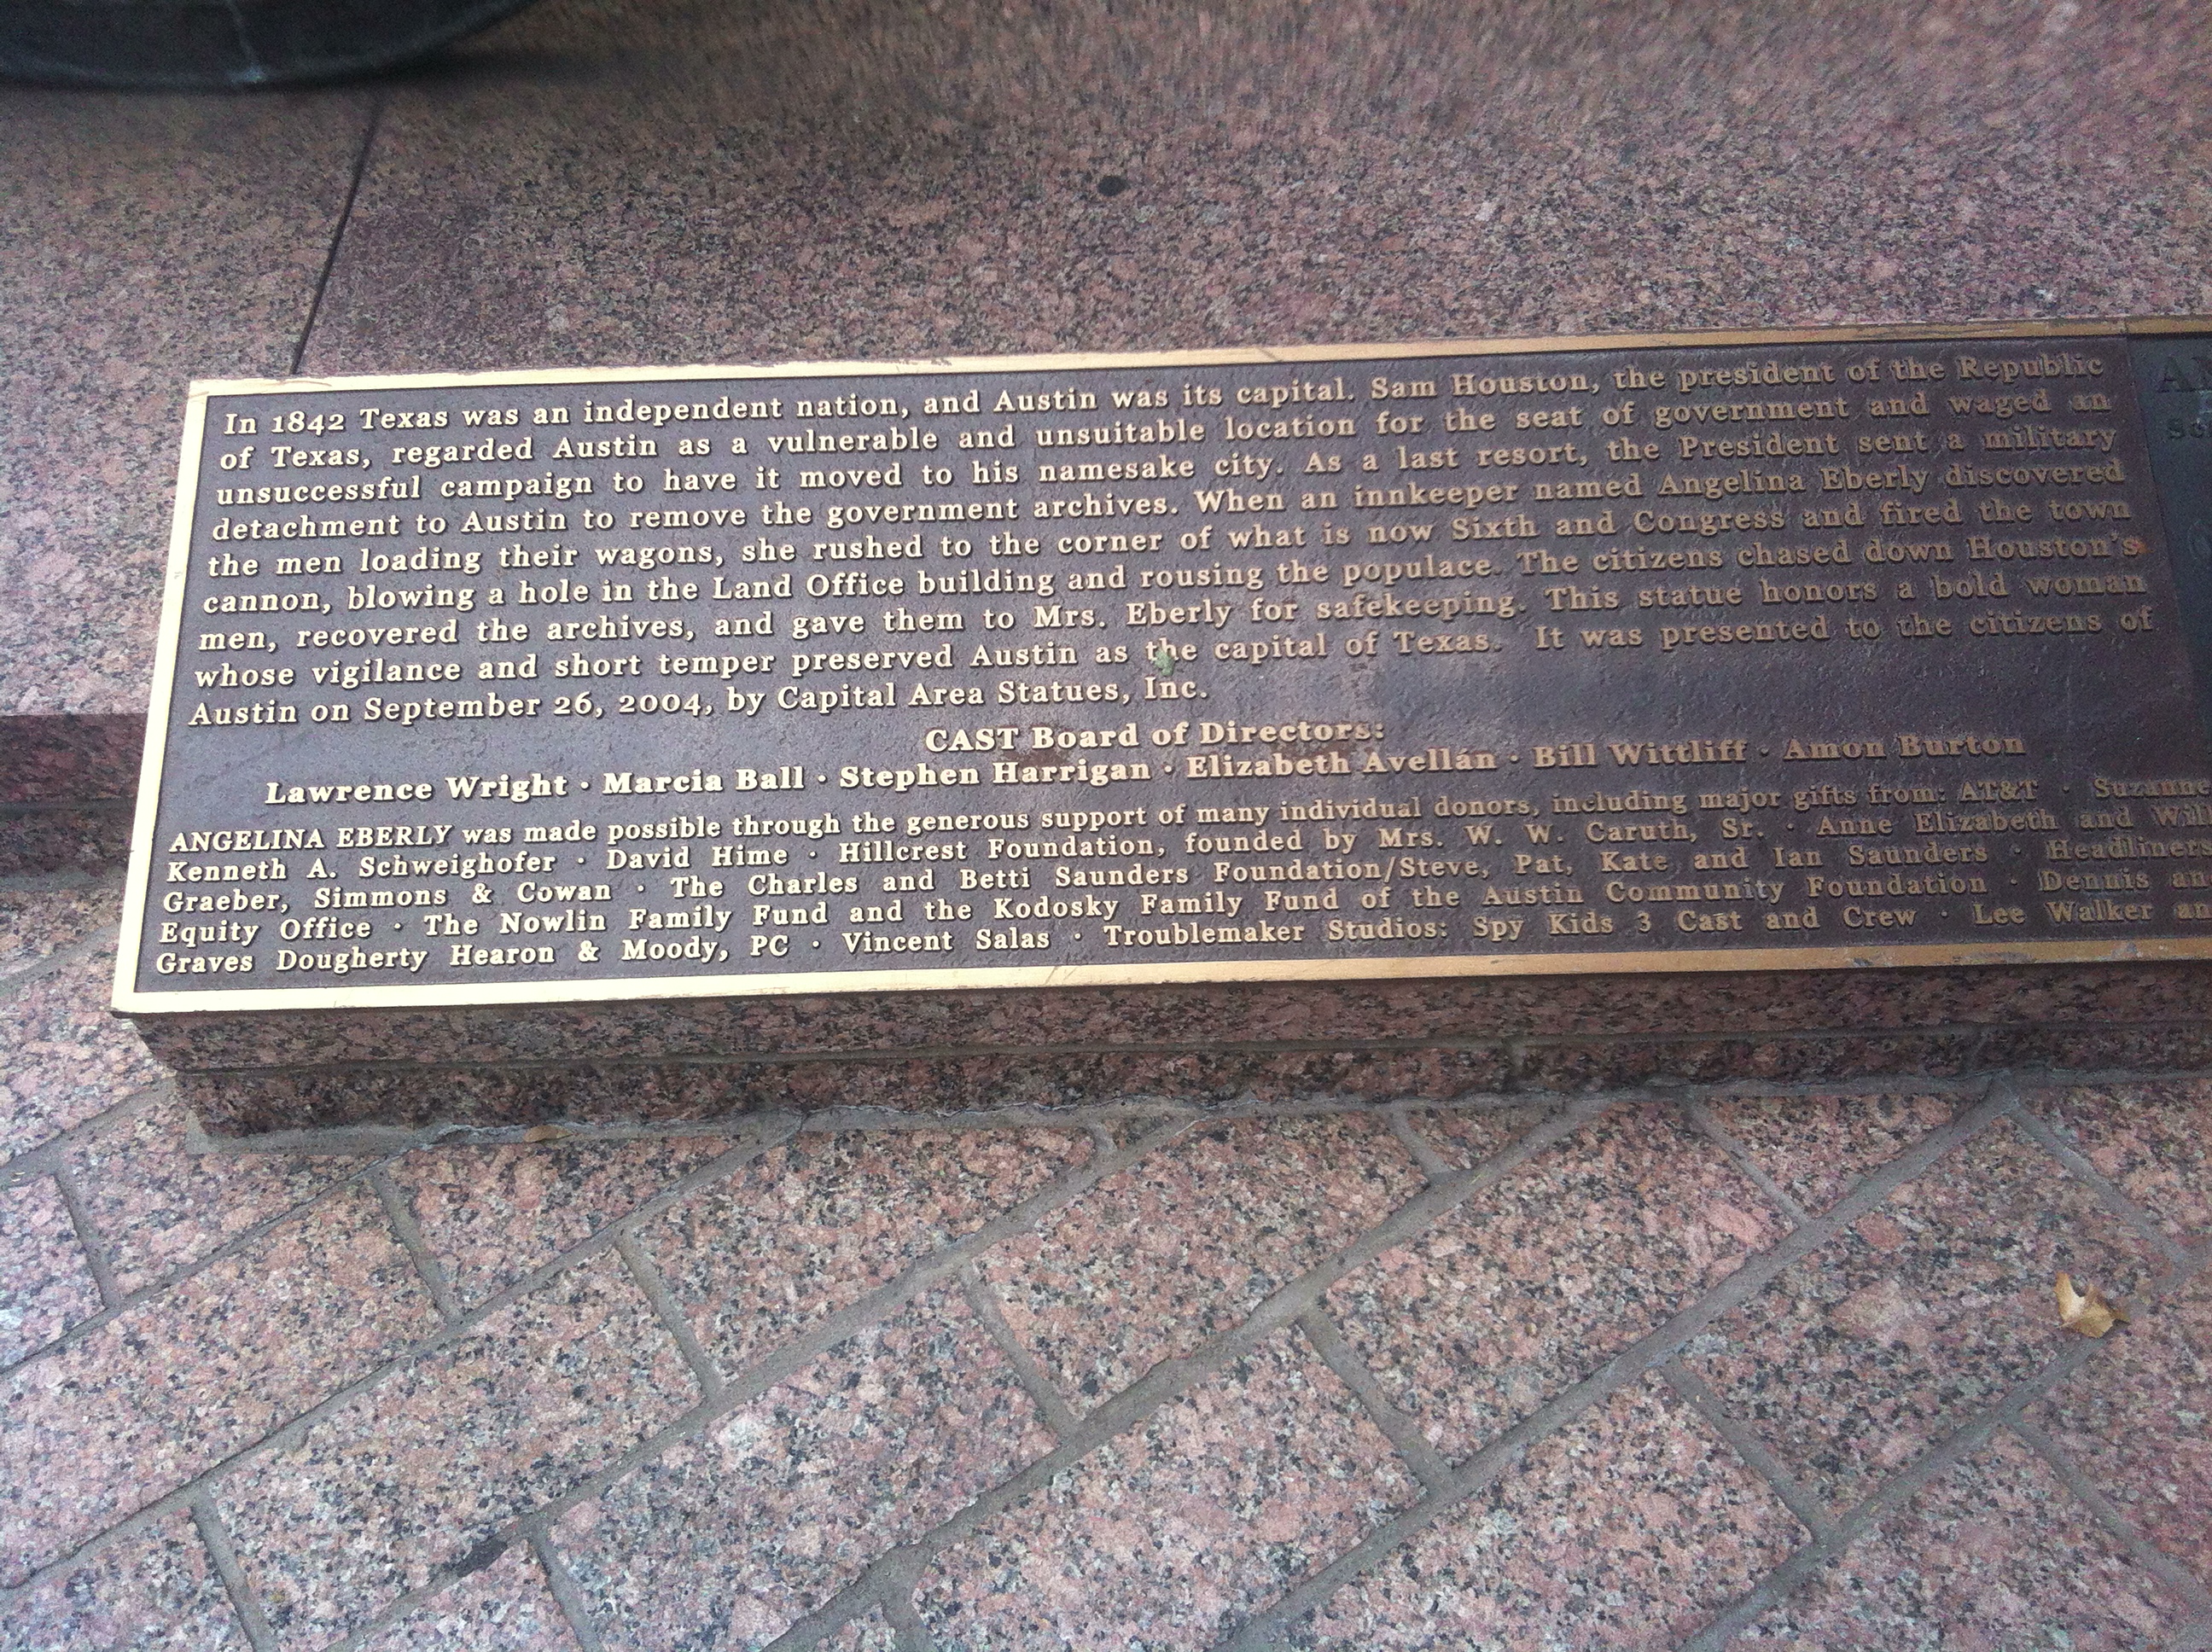 In 1842 Texas was an independent nation, and Austin was its capital. Sam Houston, the president of the Republic
of Texas, regarded Austin as a vulnerable and unsuitable location for the seat of government and waged an
unsuccessful campaign to have it moved to his namesake city. As a last resort, the President sent a military
detachment to Austin to remove the government archives. When an innkeeper named Angelina Eberly discovered
the men loading their wagons, she rushed to the corner of what is now Sixth and Congress and fired the town
cannon, blowing a hole in the Land Office building and rousing the populace. The citizens chased down Houston's
men, recovered the archives, and gave them to Mrs. Eberly for safekeeping. This statue honors a bold woman
whose vigilance and short temper preserved Austin as the capital of Texas. It was presented to the citizens of
Austin on September 26, 2004, by Capital Area Statues, Inc.
CAST Board of Directors:
Lawrence Wright · Marcia Ball · Stephen Harrigan · Elizabeth Avellán · Bill Wittliff · Amon Burton
ANGELINA EBERLY was made possible through the generous support of many individual donors, including major gifts from: AT&T · Suzanne
Kenneth A. Schweighofer · David Hime · Hillcrest Foundation, founded by Mrs. W. W. Caruth, Sr. · Anne Elizabeth and
Graeber, Simmons & Cowan · The Charles and Betti Saunders Foundation/Steve, Pat, Kate and Ian Saunders · Headliners
Equity Office · The Nowlin Family Fund and the Kodosky Family Fund of the Austin Community Foundation · Dennis
Graves Dougherty Hearon & Moody, PC · Vincent Salas · Troublemaker Studios: Spy Kids 3 Cast and Crew · Lee Walker